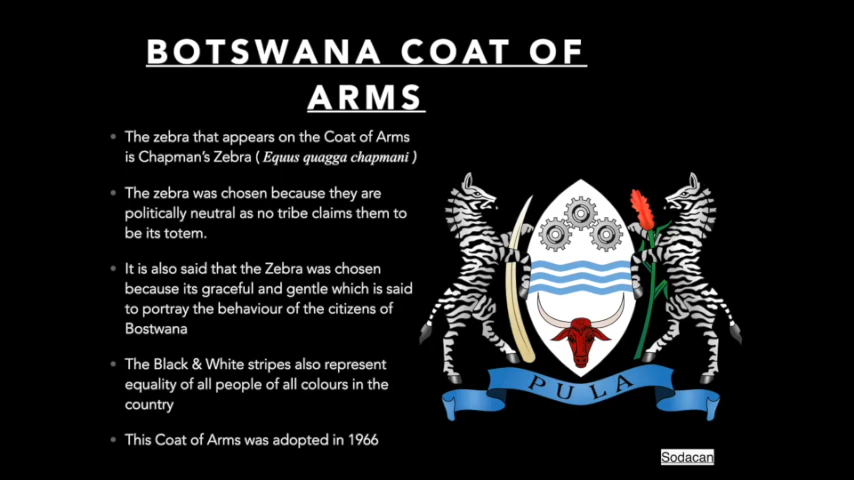 BOTSWANA COAT OF
ARMS
• The zebra that appears on the Coat of Arms
is Chapman's Zebra ( Equus quagga chapmani )
• The zebra was chosen because they are
politically neutral as no tribe claims them to
be its totem.
• It is also said that the Zebra was chosen
because its graceful and gentle which is said
to portray the behaviour of the citizens of
Bostwana
• The Black & White stripes also represent
equality of all people of all colours in the
country
• This Coat of Arms was adopted in 1966
PULA
Sodacan